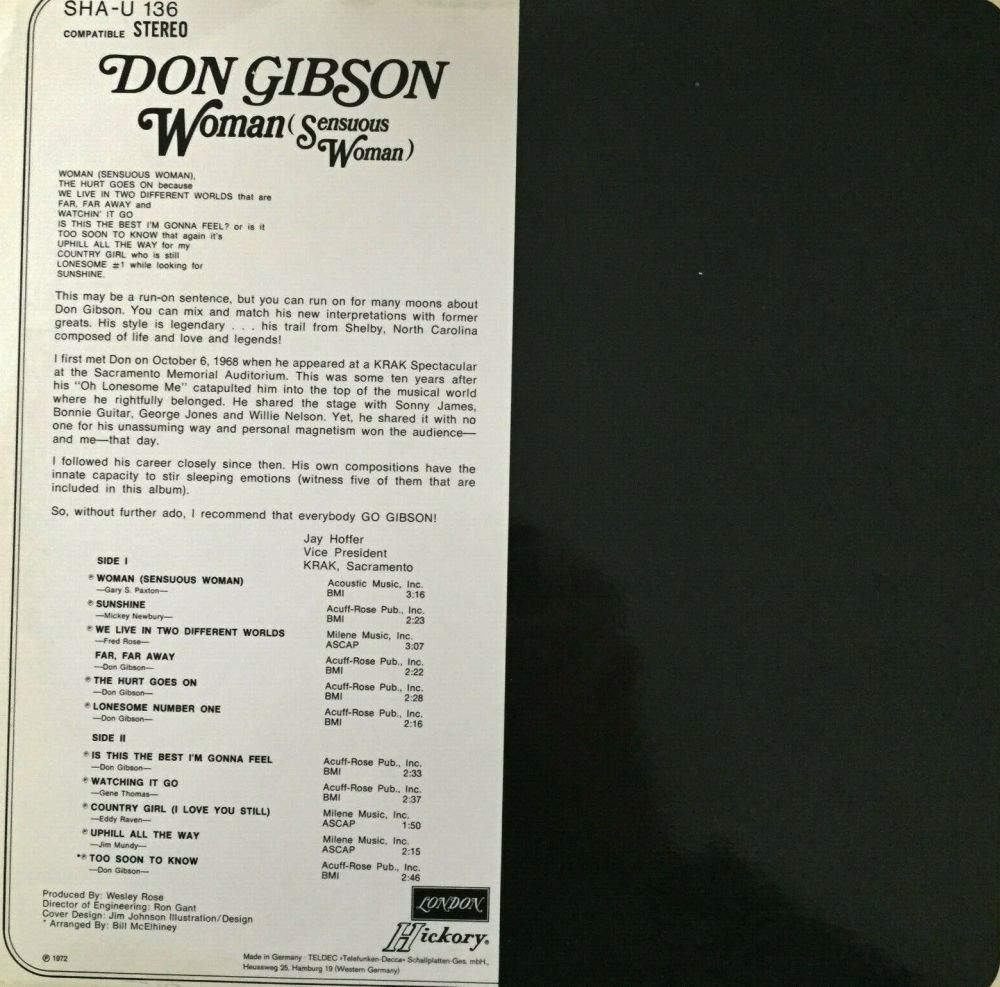 SHA-U 136
COMPATIBLE STEREO
DON GIBSON
Woman (Sensuous
Woman)
WOMAN (SENSUOUS WOMAN),
THE HURT GOES ON because
WE LIVE IN TWO DIFFERENT WORLDS that are
FAR, FAR AWAY and
WATCHIN' IT GO
IS THIS THE BEST I'M GONNA FEEL? or is it
TOO SOON TO KNOW that again it's
UPHILL ALL THE WAY for my
COUNTRY GIRL who is still
LONESOME #1 while looking for
SUNSHINE.
This may be a run-on sentence, but you can run on for many moons about
Don Gibson. You can mix and match his new interpretations with former
greats. His style is legendary . . . his trail from Shelby, North Carolina
composed of life and love and legends!
I first met Don on October 6, 1968 when he appeared at a KRAK Spectacular
at the Sacramento Memorial Auditorium. This was some ten years after
his "Oh Lonesome Me" catapulted him into the top of the musical world
where he rightfully belonged. He shared the stage with Sonny James,
Bonnie Guitar, George Jones and Willie Nelson. Yet, he shared it with no
one for his unassuming way and personal magnetism won the audience—
and me—that day.
I followed his career closely since then. His own compositions have the
innate capacity to stir sleeping emotions (witness five of them that are
included in this album).
So, without further ado, I recommend that everybody GO GIBSON!
Jay Hoffer
Vice President
KRAK, Sacramento
SIDE I
℗ WOMAN (SENSUOUS WOMAN) Acoustic Music, Inc.
—Gary S. Paxton— BMI 3:16
℗ SUNSHINE Acuff-Rose Pub., Inc.
—Mickey Newbury— BMI 2:23
℗ WE LIVE IN TWO DIFFERENT WORLDS Milene Music, Inc.
—Fred Rose— ASCAP 3:07
FAR, FAR AWAY Acuff-Rose Pub., Inc.
—Don Gibson— BMI 2:22
℗ THE HURT GOES ON Acuff-Rose Pub., Inc.
—Don Gibson— BMI 2:28
℗ LONESOME NUMBER ONE Acuff-Rose Pub., Inc.
—Don Gibson— BMI 2:16
SIDE II
℗ IS THIS THE BEST I'M GONNA FEEL Acuff-Rose Pub., Inc.
—Don Gibson— BMI 2:33
℗ WATCHING IT GO Acuff-Rose Pub., Inc.
—Gene Thomas— BMI 2:37
℗ COUNTRY GIRL (I LOVE YOU STILL) Milene Music, Inc.
—Eddy Raven— ASCAP 1:50
℗ UPHILL ALL THE WAY Milene Music, Inc.
—Jim Mundy— ASCAP 2:15
*℗ TOO SOON TO KNOW Acuff-Rose Pub., Inc.
—Don Gibson— BMI 2:46
Produced By: Wesley Rose
Director of Engineering: Ron Gant
Cover Design: Jim Johnson Illustration/Design
* Arranged By: Bill McElhiney
LONDON
Hickory®
℗ 1972
Made in Germany · TELDEC »Telefunken-Decca« Schallplatten-Ges. mbH.,
Heussweg 25, Hamburg 19 (Western Germany)